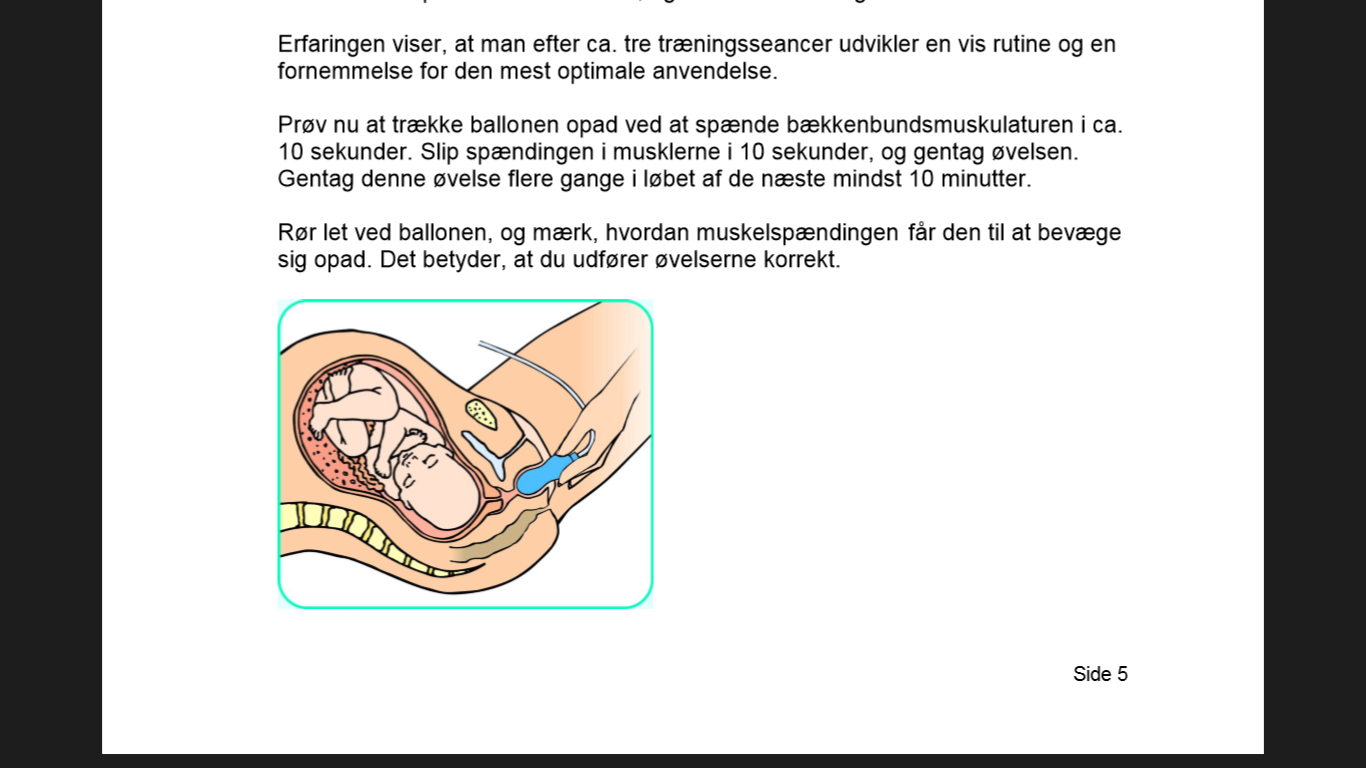 Erfaringen viser, at man efter ca. tre træningsseancer udvikler en vis rutine og en
fornemmelse for den mest optimale anvendelse.
Prøv nu at trække ballonen opad ved at spænde bækkenbundsmuskulaturen i ca.
10 sekunder. Slip spændingen i musklerne i 10 sekunder, og gentag øvelsen.
Gentag denne øvelse flere gange i løbet af de næste mindst 10 minutter.
Rør let ved ballonen, og mærk, hvordan muskelspændingen får den til at bevæge
sig opad. Det betyder, at du udfører øvelserne korrekt.
Side 5